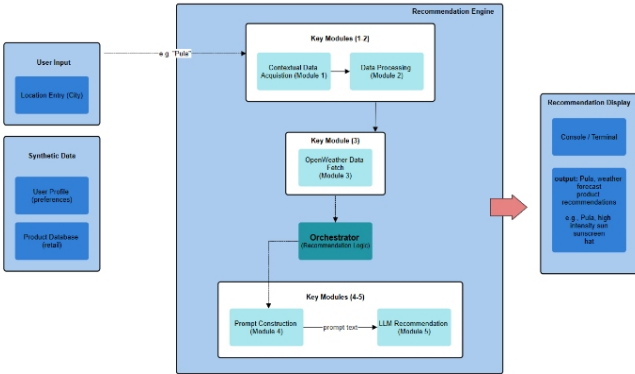 Recommendation Engine
User Input
Location Entry (City)
e.g. "Pula"
Key Modules (1-2)
Contextual Data
Acquistion (Module 1)
Data Processing
(Module 2)
Synthetic Data
User Profile
(preferences)
Product Database
(retail)
Key Module (3)
OpenWeather Data
Fetch
(Module 3)
Orchestrator
(Recommendation Logic)
Key Modules (4-5)
Prompt Construction
(Module 4)
prompt text
LLM Recommendation
(Module 5)
Recommendation Display
Console / Terminal
output: Pula, weather
forecast
product
recommendations
e.g., Pula, high
intensity sun
sunscreen
hat